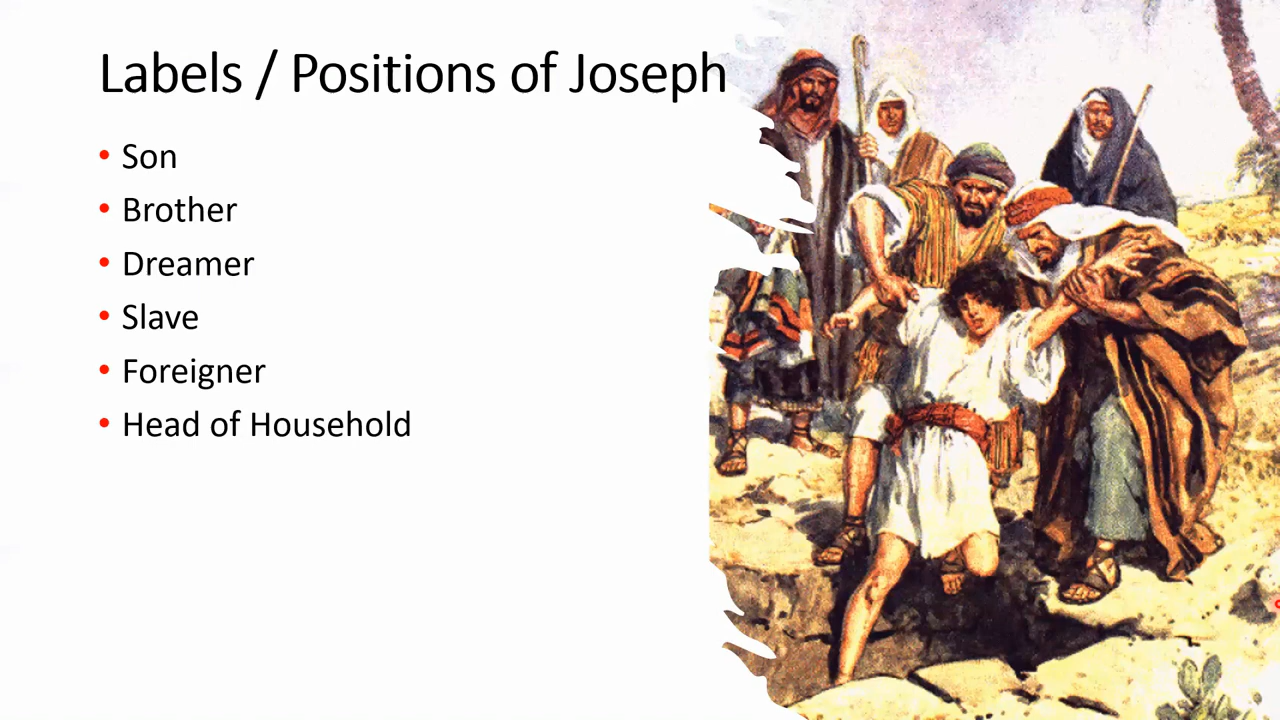 Labels / Positions of Joseph
• Son
• Brother
• Dreamer
• Slave
• Foreigner
• Head of Household